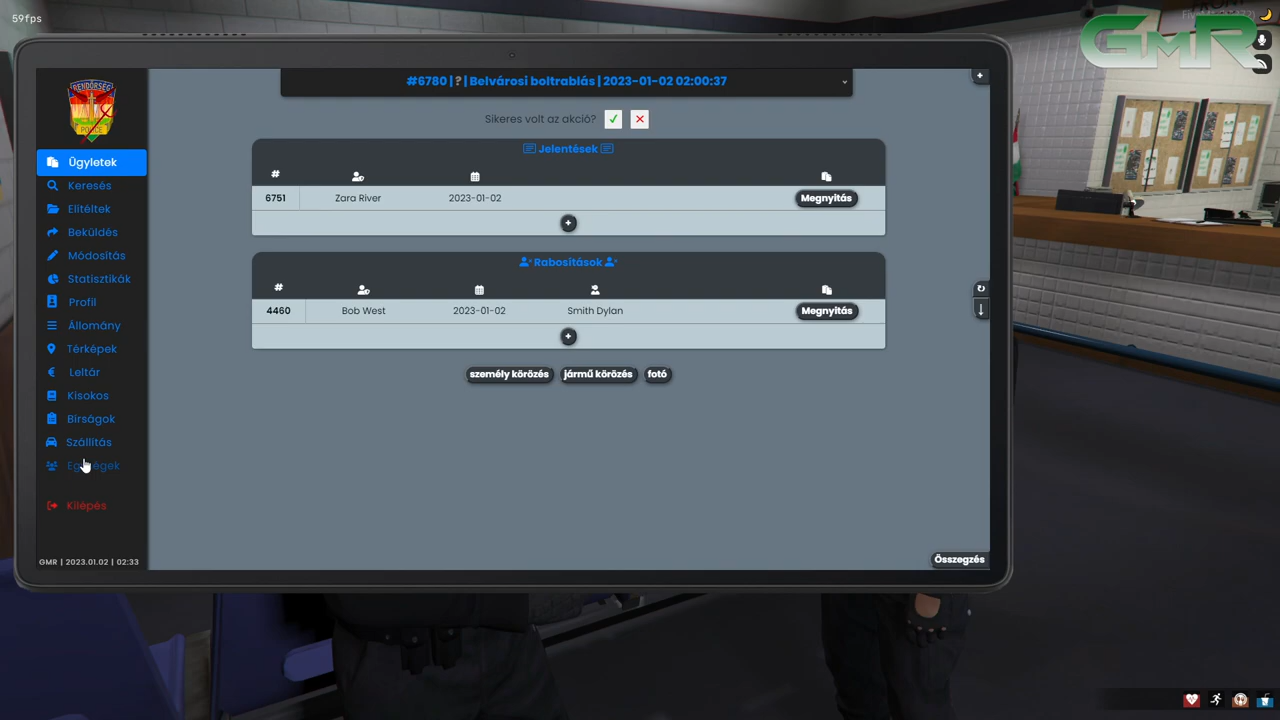 59fps
GMR
RENDŐRSÉG
POLICE
#6780 | ? | Belvárosi boltrablás | 2023-01-02 02:00:37
Sikeres volt az akció?
Jelentések
#
6751 Zara River 2023-01-02 Megnyitás
+
Rabosítások
#
4460 Bob West 2023-01-02 Smith Dylan Megnyitás
+
személy körözés jármű körözés fotó
Ügyletek
Keresés
Elítéltek
Beküldés
Módosítás
Statisztikák
Profil
Állomány
Térképek
Leltár
Kisokos
Bírságok
Szállítás
Kilépés
GMR | 2023.01.02 | 02:33
+
Összegzés